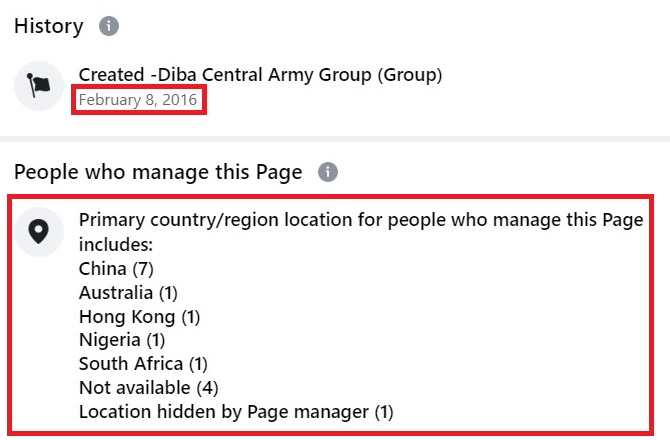 History
Created -Diba Central Army Group (Group)
February 8, 2016
People who manage this Page
Primary country/region location for people who manage this Page
includes:
China (7)
Australia (1)
Hong Kong (1)
Nigeria (1)
South Africa (1)
Not available (4)
Location hidden by Page manager (1)